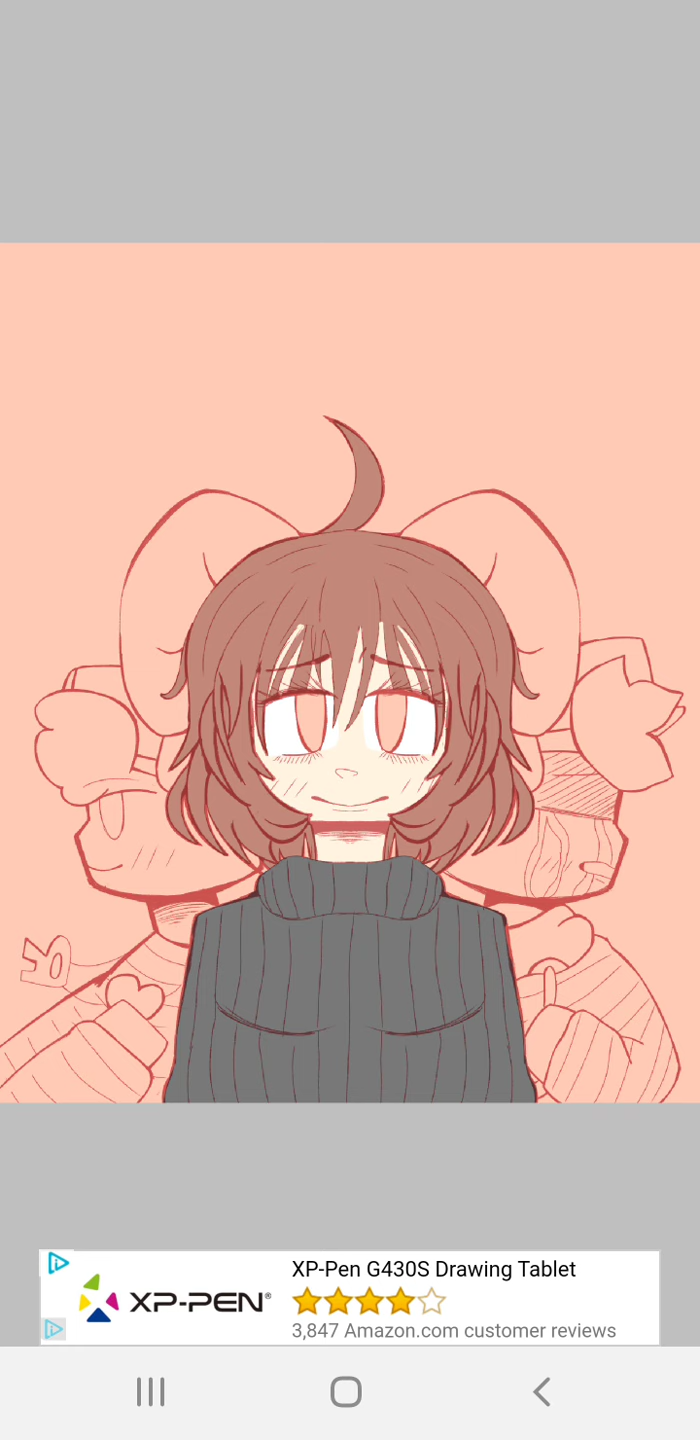 XP-Pen G430S Drawing Tablet
XP-PEN®
3,847 Amazon.com customer reviews